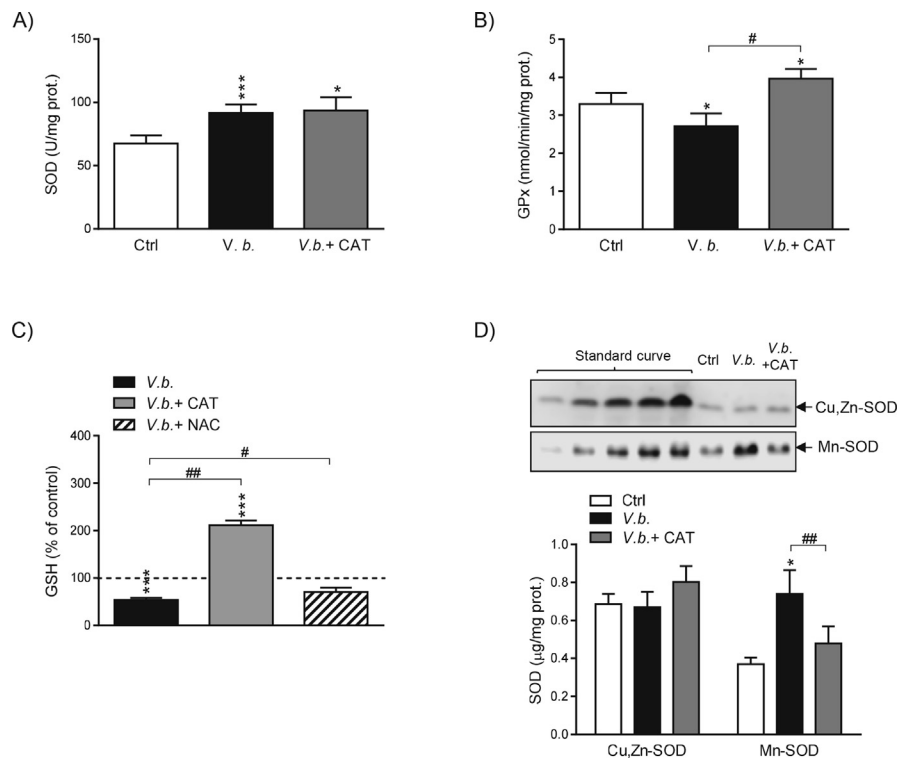 A)
SOD (U/mg prot.)
150
100
50
0
***
*
Ctrl
V. b.
V.b.+ CAT
B)
GPx (nmol/min/mg prot.)
5
4
3
2
1
0
#
*
*
Ctrl
V. b.
V.b.+ CAT
C)
V.b.
V.b.+ CAT
V.b.+ NAC
GSH (% of control)
400
300
200
100
0
#
##
***
***
D)
Standard curve
Ctrl
V.b.
V.b.
+CAT
Cu,Zn-SOD
Mn-SOD
Ctrl
V.b.
V.b.+ CAT
SOD (µg/mg prot.)
1.0
0.8
0.6
0.4
0.2
0.0
##
*
Cu,Zn-SOD
Mn-SOD